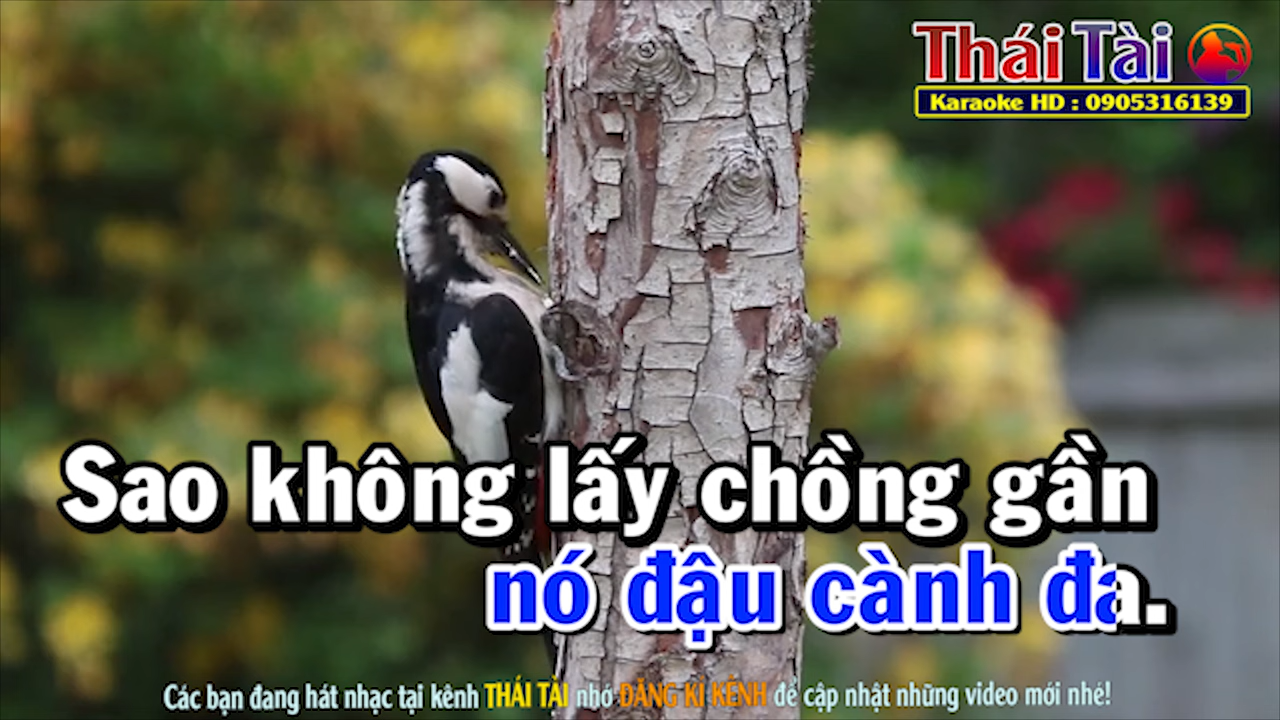 Thái Tài
Karaoke HD : 0905316139
Sao không lấy chồng gần
nó đậu cành đa.
Các bạn đang hát nhạc tại kênh THÁI TÀI nhớ ĐĂNG KÍ KÊNH để cập nhật những video mới nhé!